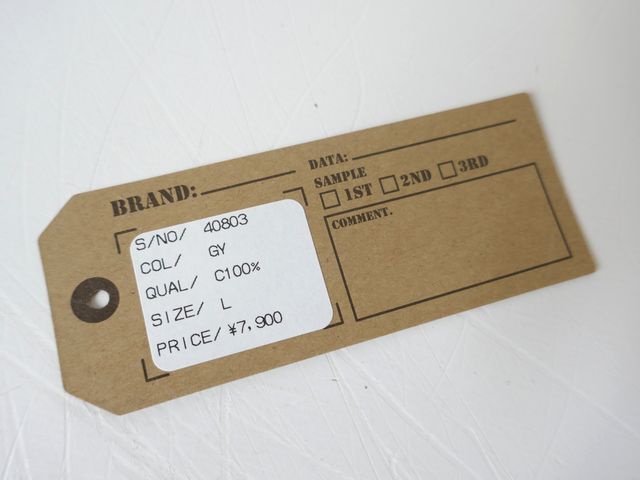 BRAND:
S/NO/ 40803
COL/ GY
QUAL/ C100%
SIZE/ L
PRICE/ ¥7,900
DATA:
SAMPLE
1ST 2ND 3RD
COMMENT.